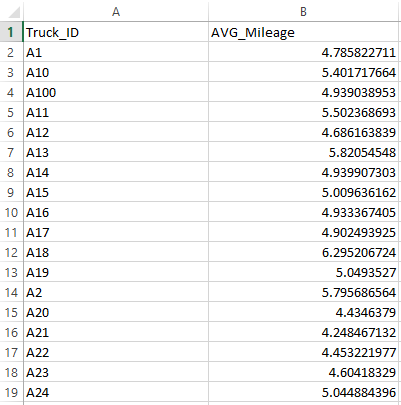 A B
1 Truck_ID AVG_Mileage
2 A1 4.785822711
3 A10 5.401717664
4 A100 4.939038953
5 A11 5.502368693
6 A12 4.686163839
7 A13 5.82054548
8 A14 4.939907303
9 A15 5.009636162
10 A16 4.933367405
11 A17 4.902493925
12 A18 6.295206724
13 A19 5.0493527
14 A2 5.795686564
15 A20 4.4346379
16 A21 4.248467132
17 A22 4.453221977
18 A23 4.60418329
19 A24 5.044884396